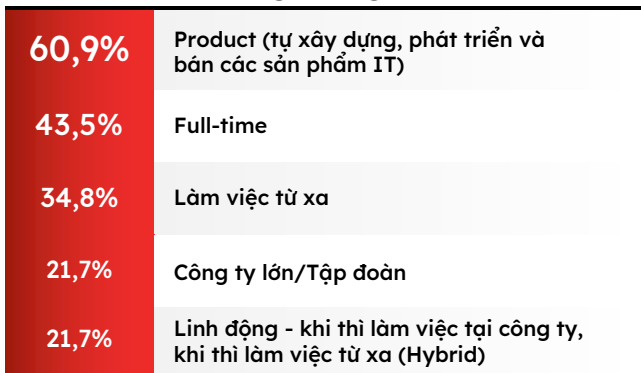 60,9%
Product (tự xây dựng, phát triển và
bán các sản phẩm IT)
43,5%
Full-time
34,8%
Làm việc từ xa
21,7%
Công ty lớn/Tập đoàn
21,7%
Linh động - khi thì làm việc tại công ty,
khi thì làm việc từ xa (Hybrid)